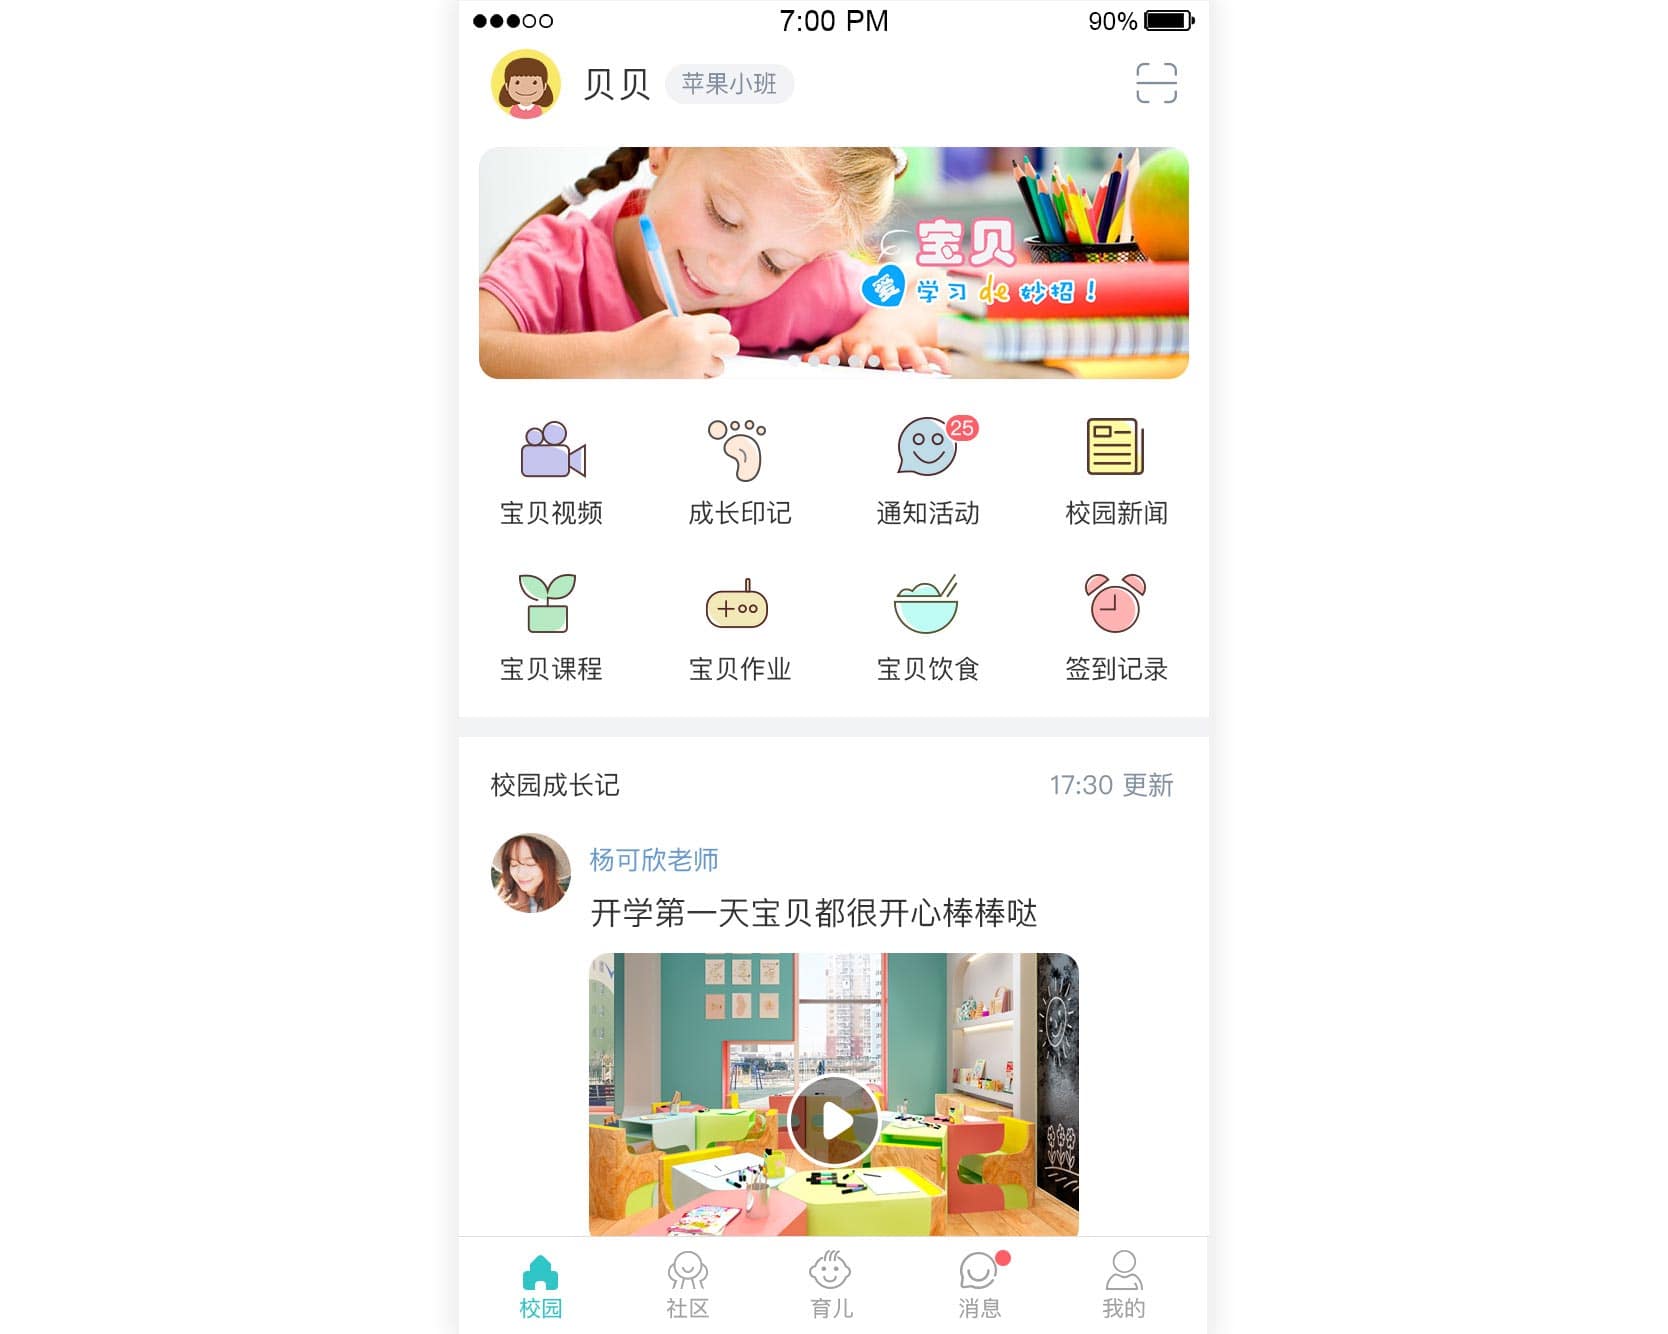 7:00 PM
90%
贝贝
苹果小班
宝贝
爱学习de妙招！
25
宝贝视频
成长印记
通知活动
校园新闻
宝贝课程
宝贝作业
宝贝饮食
签到记录
校园成长记
17:30 更新
杨可欣老师
开学第一天宝贝都很开心棒棒哒
校园
社区
育儿
消息
我的